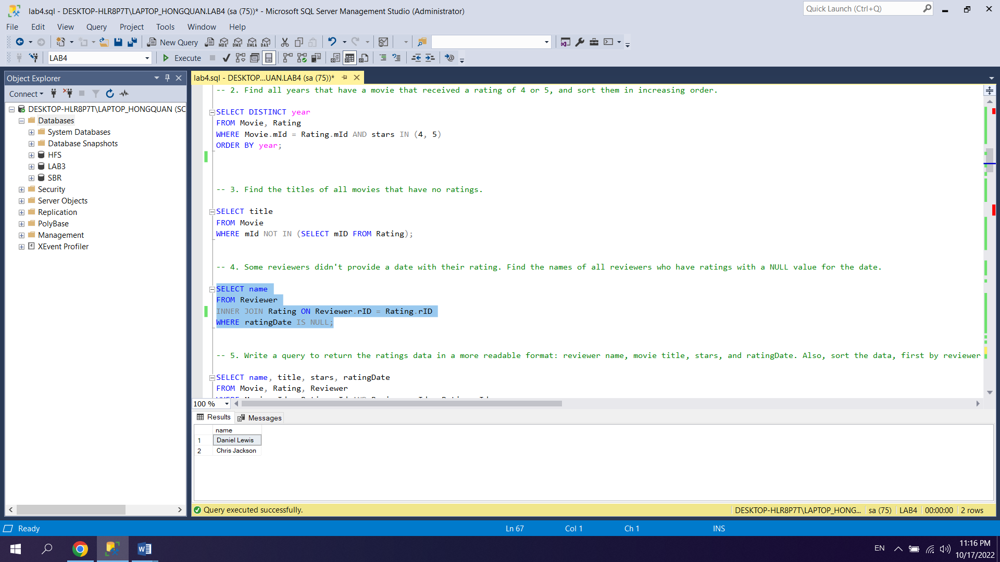 lab4.sql - DESKTOP-HLR8P7T\LAPTOP_HONGQUAN.LAB4 (sa (75))* - Microsoft SQL Server Management Studio (Administrator)
Quick Launch (Ctrl+Q)
File Edit View Query Project Tools Window Help
New Query MDX DMX XMLA DAX
LAB4 Execute
Object Explorer
lab4.sql - DESKTOP...UAN.LAB4 (sa (75))*
Connect
DESKTOP-HLR8P7T\LAPTOP_HONGQUAN (SC
Databases
System Databases
Database Snapshots
HFS
LAB3
SBR
Security
Server Objects
Replication
PolyBase
Management
XEvent Profiler
-- 2. Find all years that have a movie that received a rating of 4 or 5, and sort them in increasing order.
SELECT DISTINCT year
FROM Movie, Rating
WHERE Movie.mId = Rating.mId AND stars IN (4, 5)
ORDER BY year;
-- 3. Find the titles of all movies that have no ratings.
SELECT title
FROM Movie
WHERE mId NOT IN (SELECT mID FROM Rating);
-- 4. Some reviewers didn't provide a date with their rating. Find the names of all reviewers who have ratings with a NULL value for the date.
SELECT name
FROM Reviewer
INNER JOIN Rating ON Reviewer.rID = Rating.rID
WHERE ratingDate IS NULL;
-- 5. Write a query to return the ratings data in a more readable format: reviewer name, movie title, stars, and ratingDate. Also, sort the data, first by reviewer
SELECT name, title, stars, ratingDate
FROM Movie, Rating, Reviewer
100 %
Results Messages
name
1 Daniel Lewis
2 Chris Jackson
Query executed successfully. DESKTOP-HLR8P7T\LAPTOP_HONG... sa (75) LAB4 00:00:00 2 rows
Ready Ln 67 Col 1 Ch 1 INS
EN 11:16 PM
10/17/2022